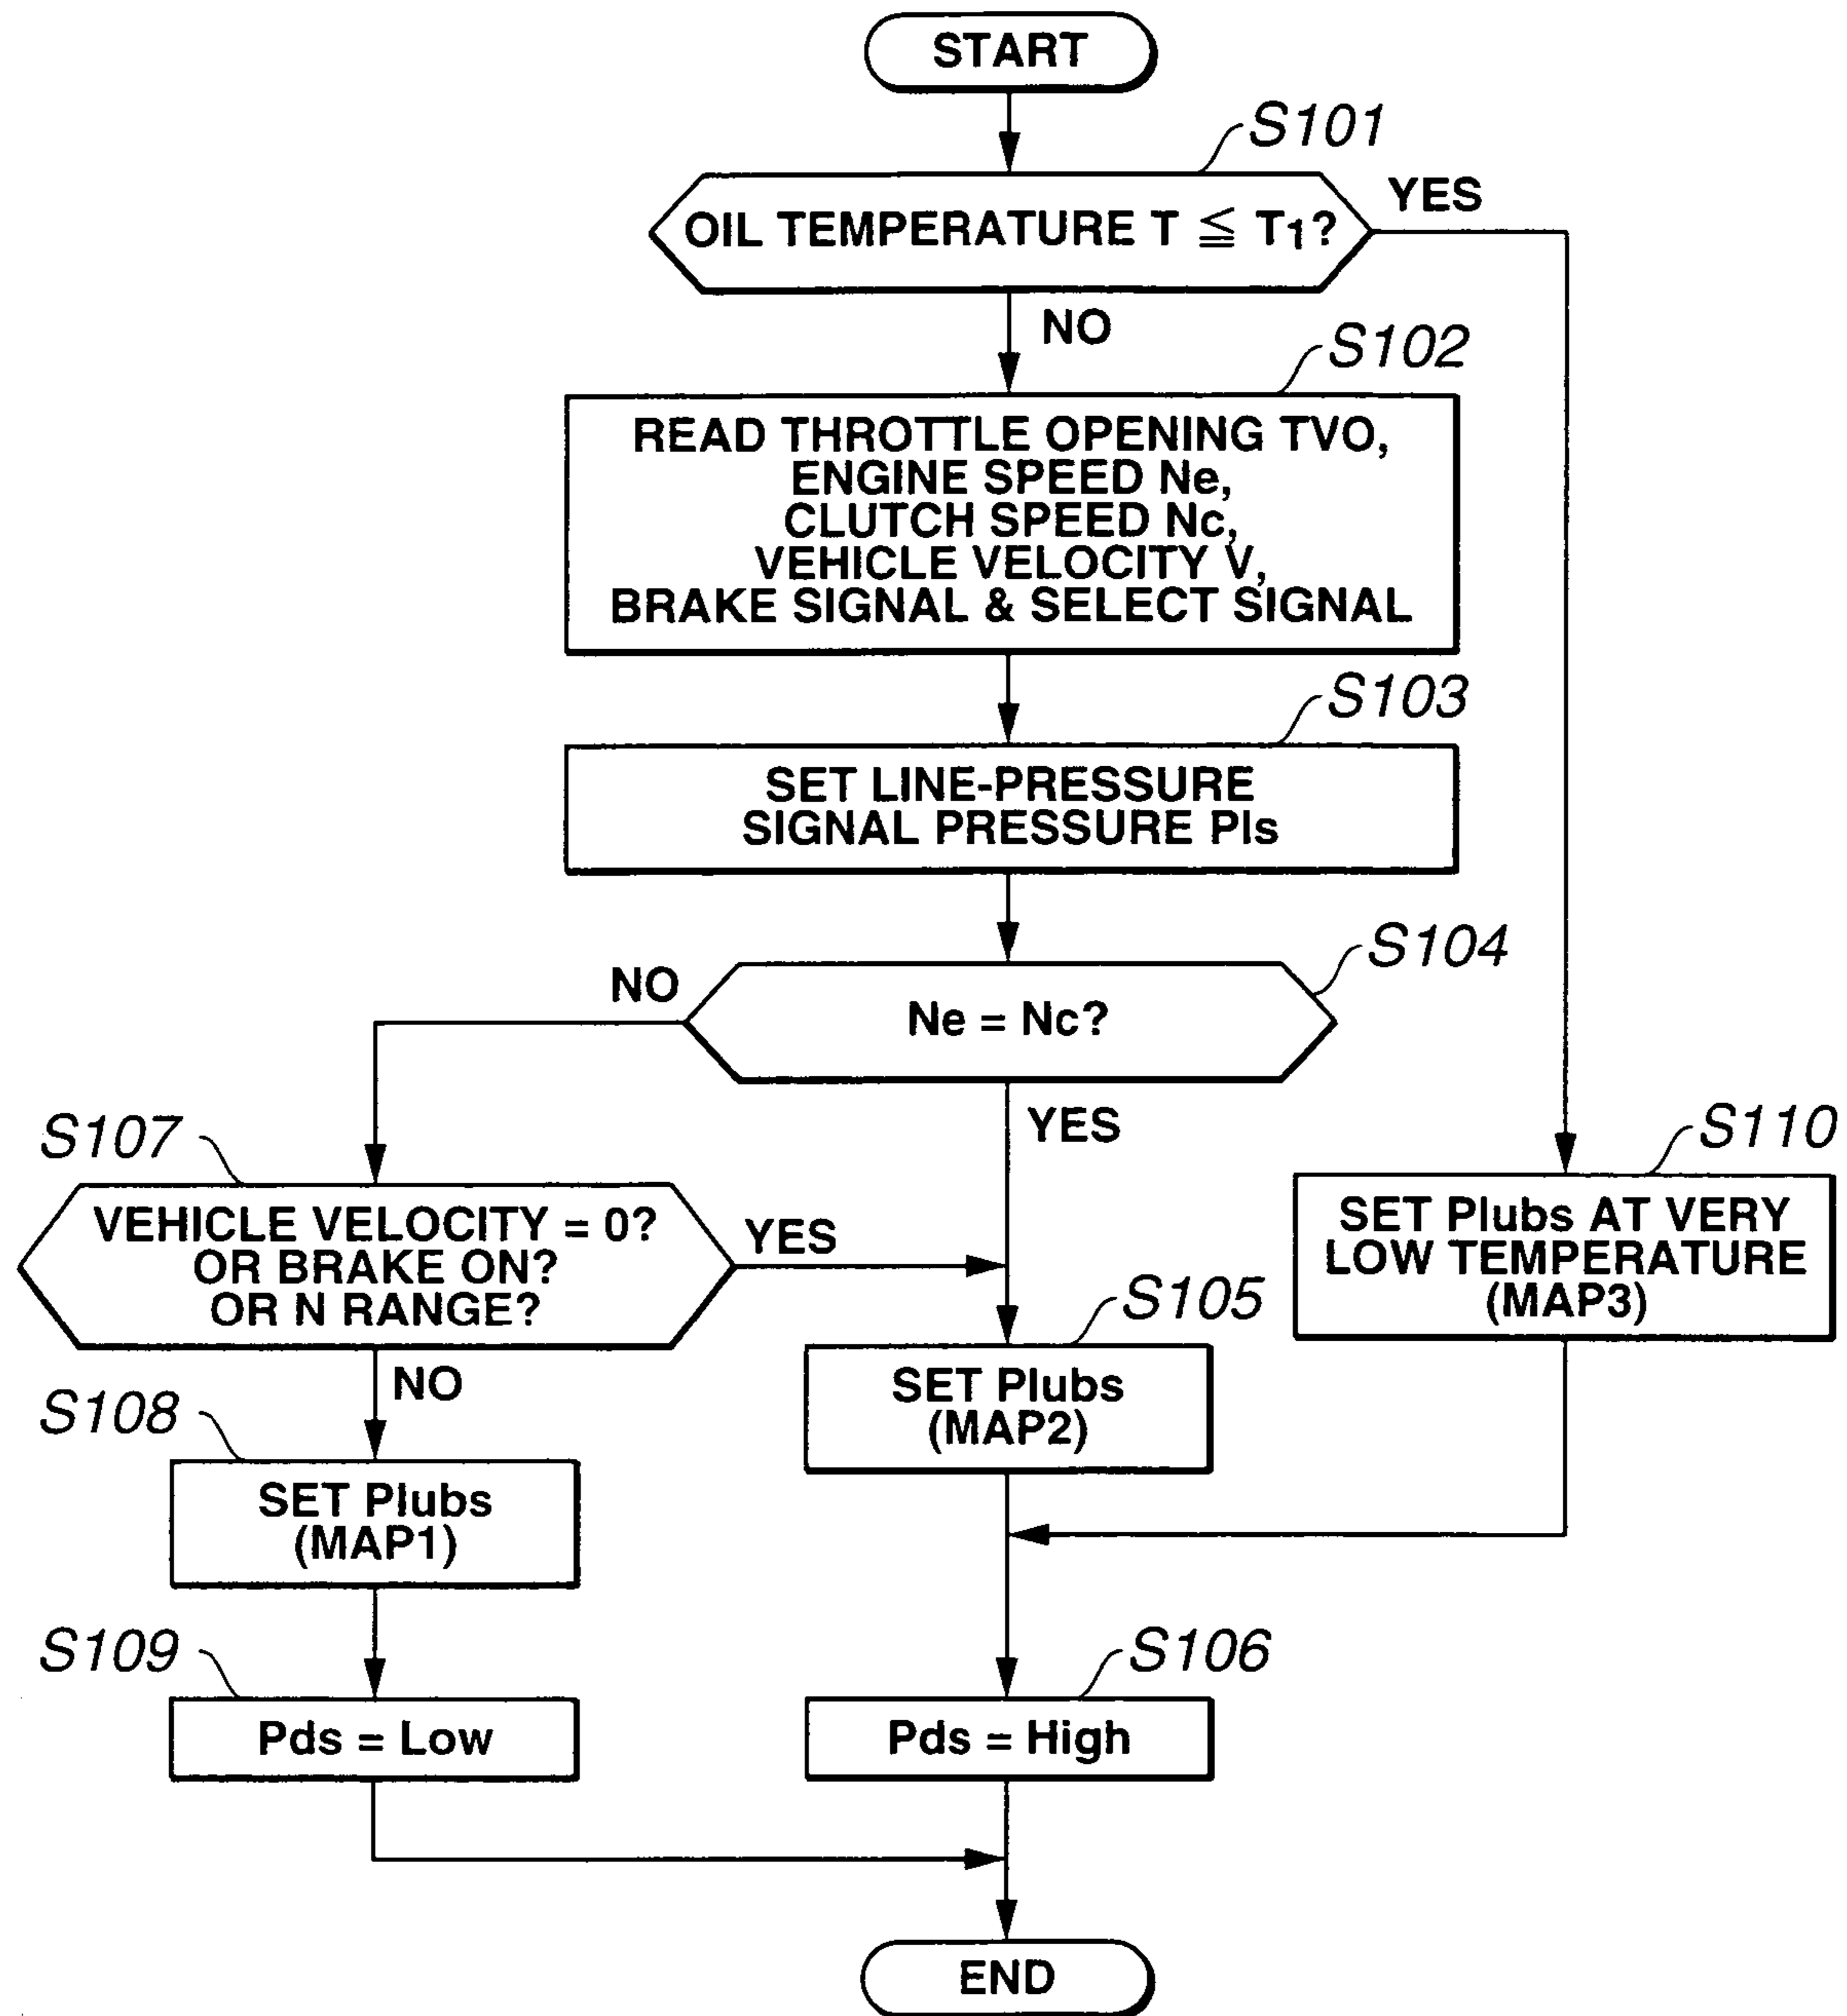 START
S101
OIL TEMPERATURE T ≦ T1?
YES
NO
S102
READ THROTTLE OPENING TVO,
ENGINE SPEED Ne,
CLUTCH SPEED Nc,
VEHICLE VELOCITY V,
BRAKE SIGNAL & SELECT SIGNAL
S103
SET LINE-PRESSURE
SIGNAL PRESSURE Pls
S104
NO
Ne = Nc?
YES
S107
VEHICLE VELOCITY = 0?
OR BRAKE ON?
OR N RANGE?
YES
NO
S110
SET Plubs AT VERY
LOW TEMPERATURE
(MAP3)
S105
SET Plubs
(MAP2)
S108
SET Plubs
(MAP1)
S109
Pds = Low
S106
Pds = High
END